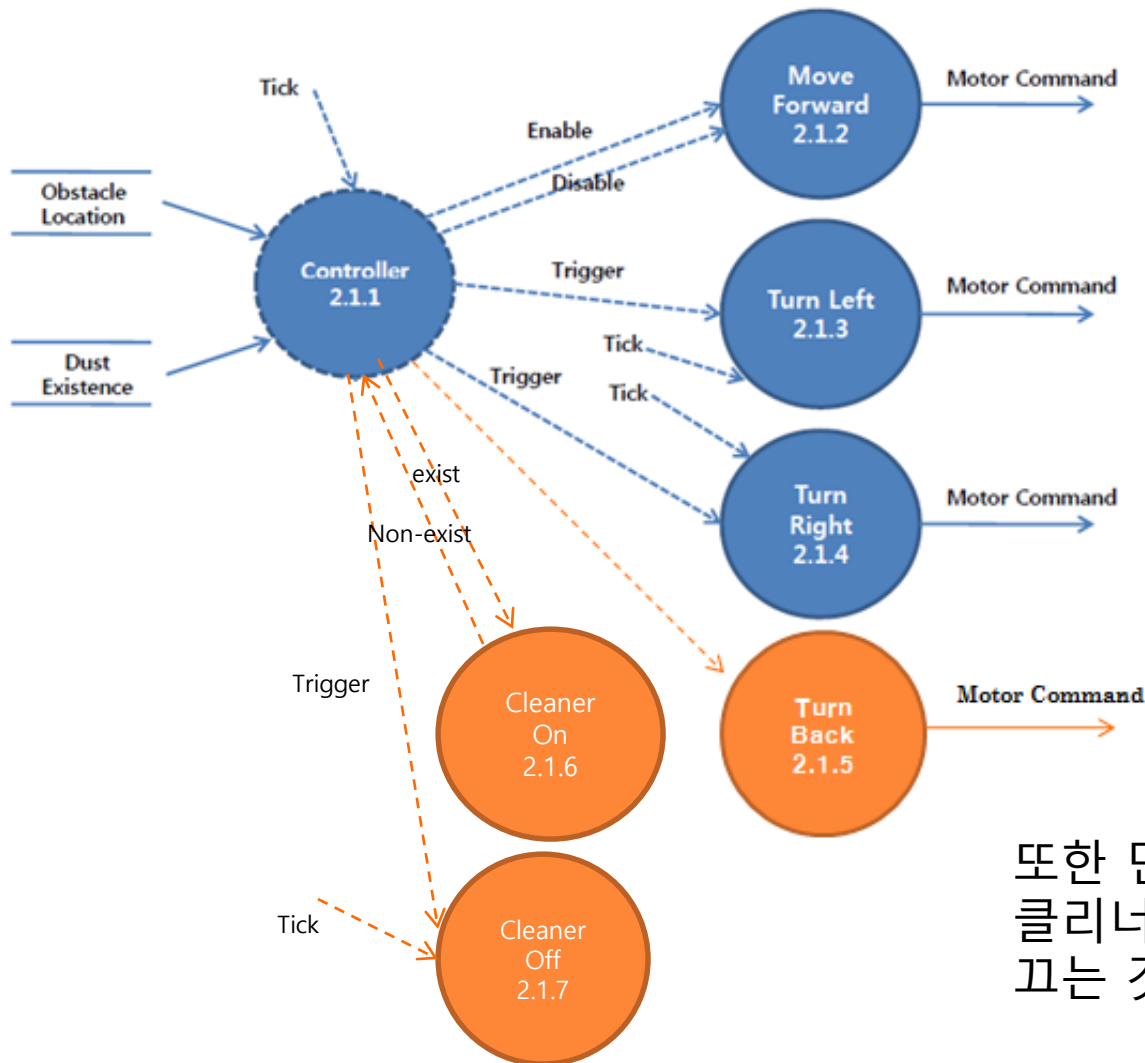 Tick
Move
Forward
2.1.2
Motor Command
Enable
Disable
Obstacle
Location
Controller
2.1.1
Trigger
Turn Left
2.1.3
Motor Command
Tick
Dust
Existence
Trigger
Tick
Turn
Right
2.1.4
Motor Command
exist
Non-exist
Trigger
Cleaner
On
2.1.6
Turn
Back
2.1.5
Motor Command
Tick
Cleaner
Off
2.1.7
또한
클리너
끄는